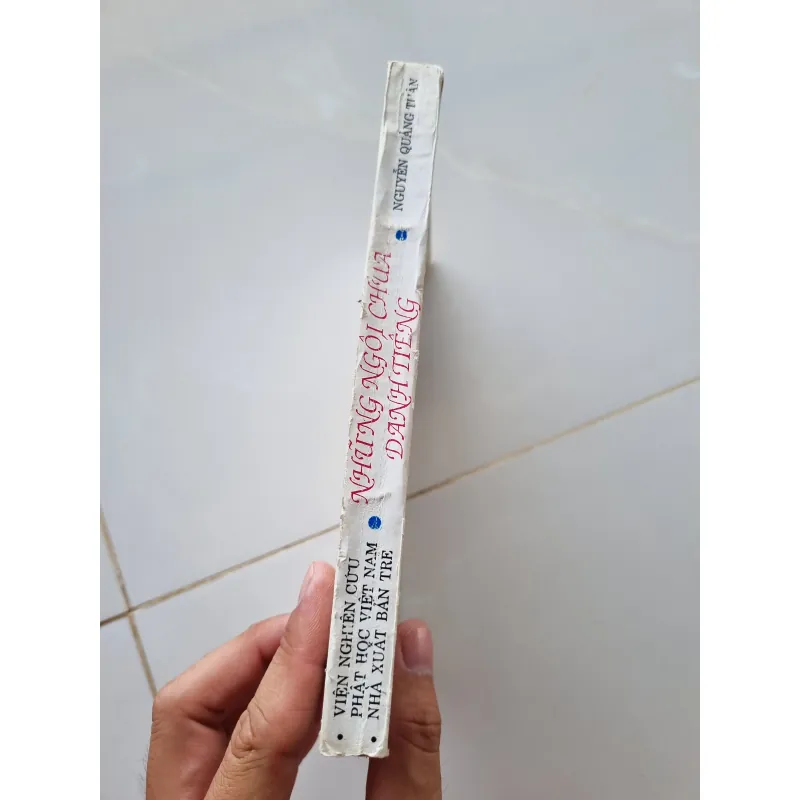 • VIỆN NGHIÊN CỨU
PHẬT HỌC VIỆT NAM
• NHÀ XUẤT BẢN TRẺ
NHỮNG NGÔI CHÙA
DANH TIẾNG
NGUYỄN QUẢNG TUÂN